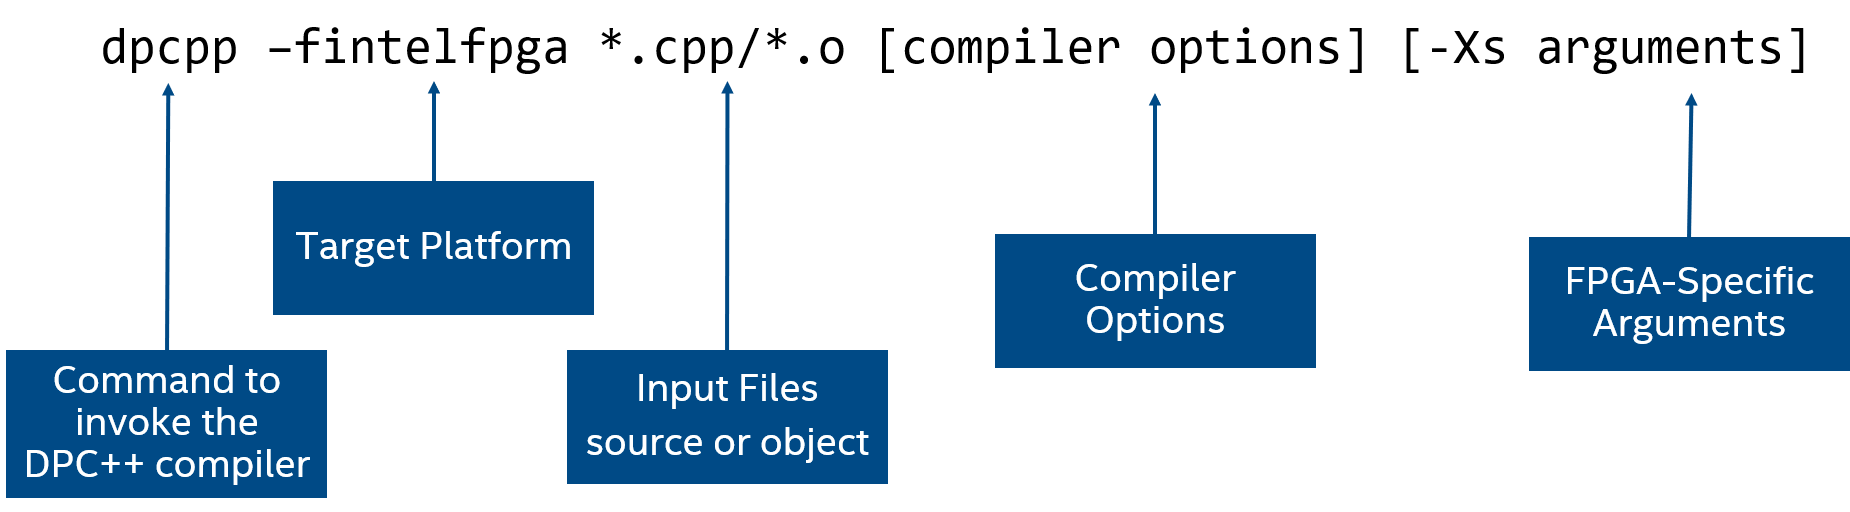 dpcpp –fintelfpga *.cpp/*.o [compiler options] [-Xs arguments]
Target Platform
Compiler
Options
FPGA-Specific
Arguments
Command to
invoke the
DPC++ compiler
Input Files
source or object